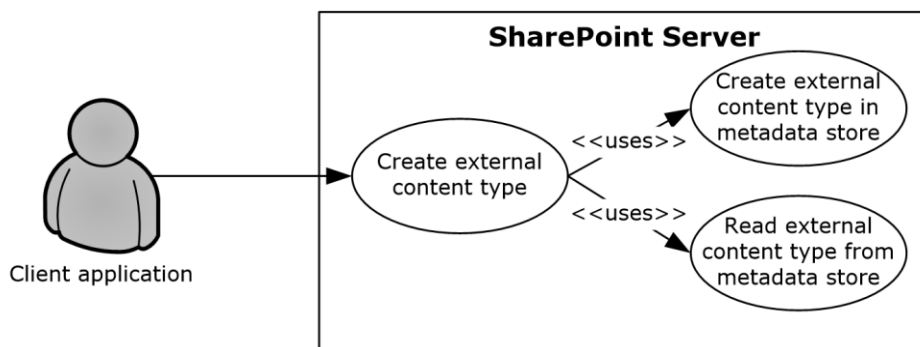 SharePoint Server
Create external
content type in
metadata store
<<uses>>
Create external
content type
<<uses>>
Read external
content type from
metadata store
Client application